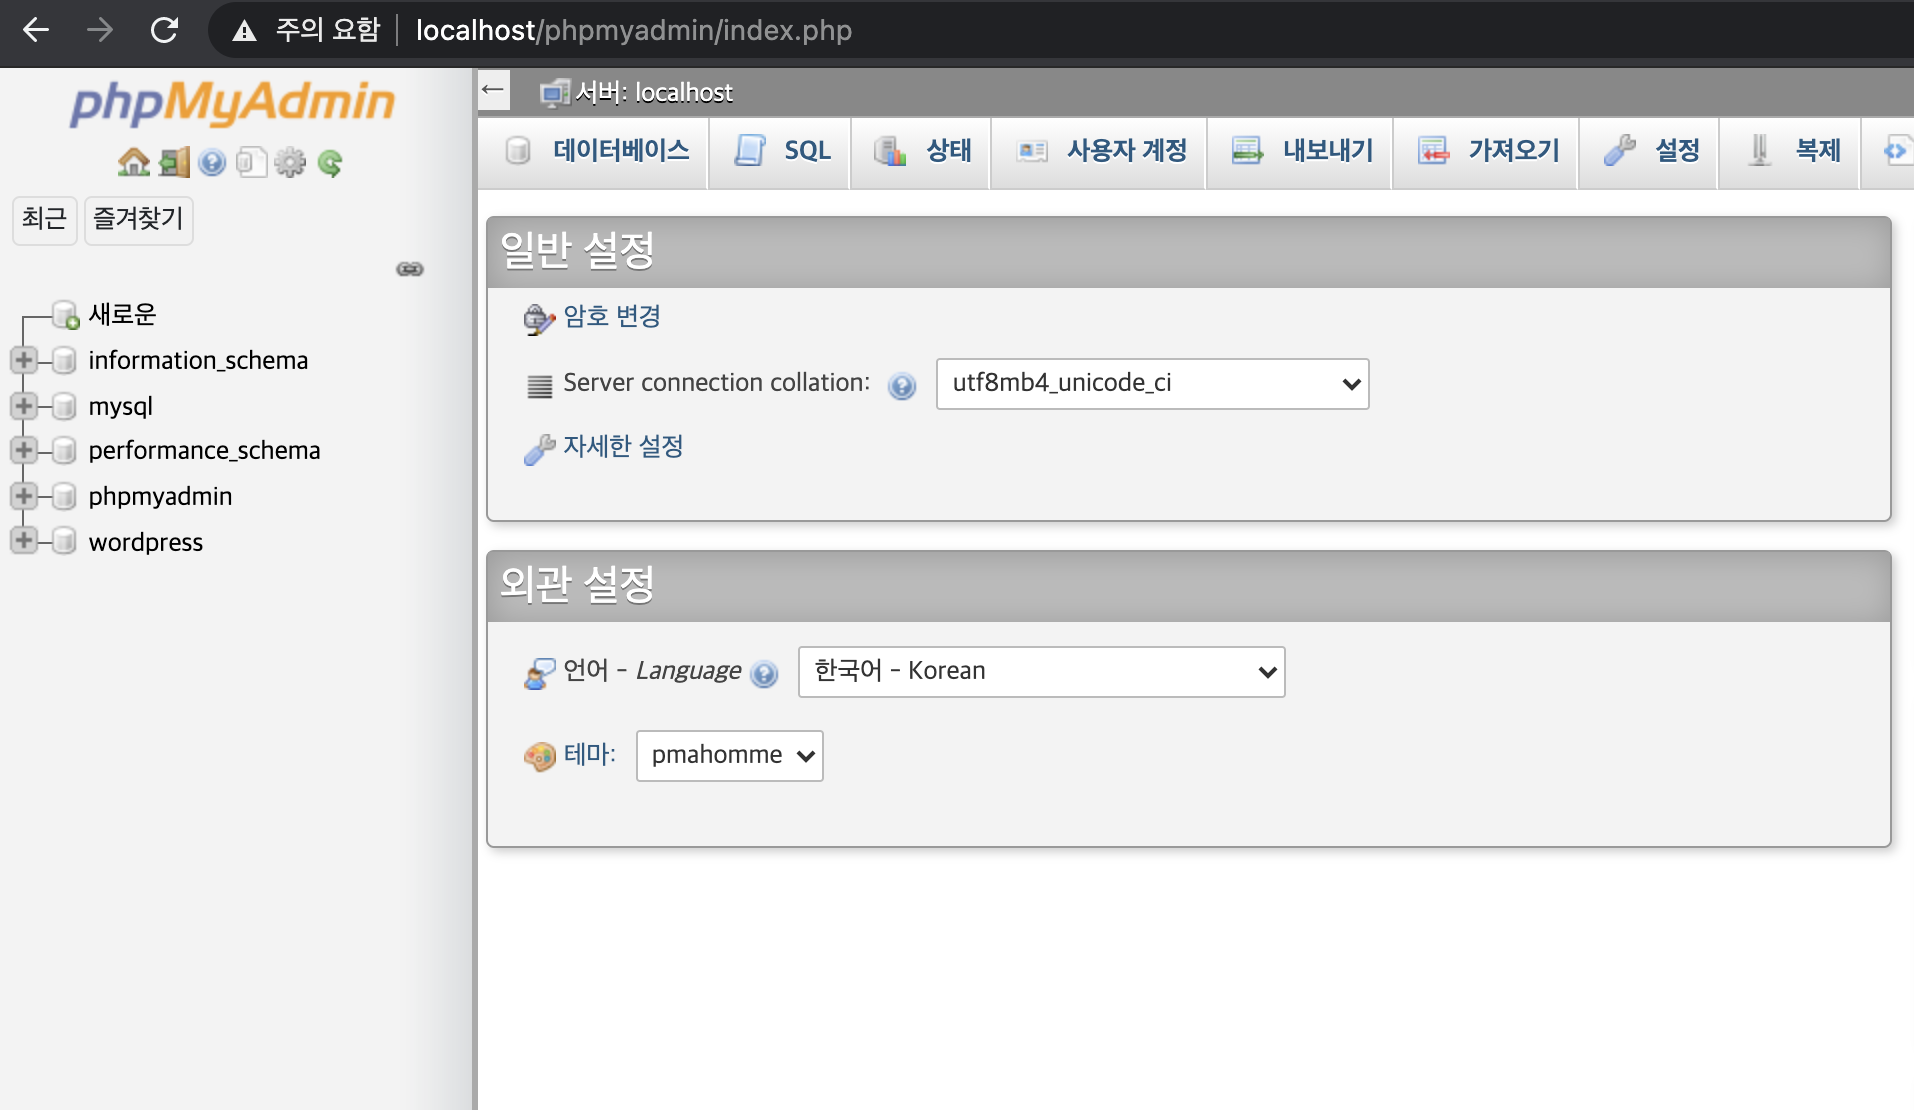 주의 요함 localhost/phpmyadmin/index.php
phpMyAdmin
최근 즐겨찾기
새로운
information_schema
mysql
performance_schema
phpmyadmin
wordpress
서버: localhost
데이터베이스 SQL 상태 사용자 계정 내보내기 가져오기 설정 복제
일반 설정
암호 변경
Server connection collation: utf8mb4_unicode_ci
자세한 설정
외관 설정
언어 - Language 한국어 - Korean
테마: pmahomme